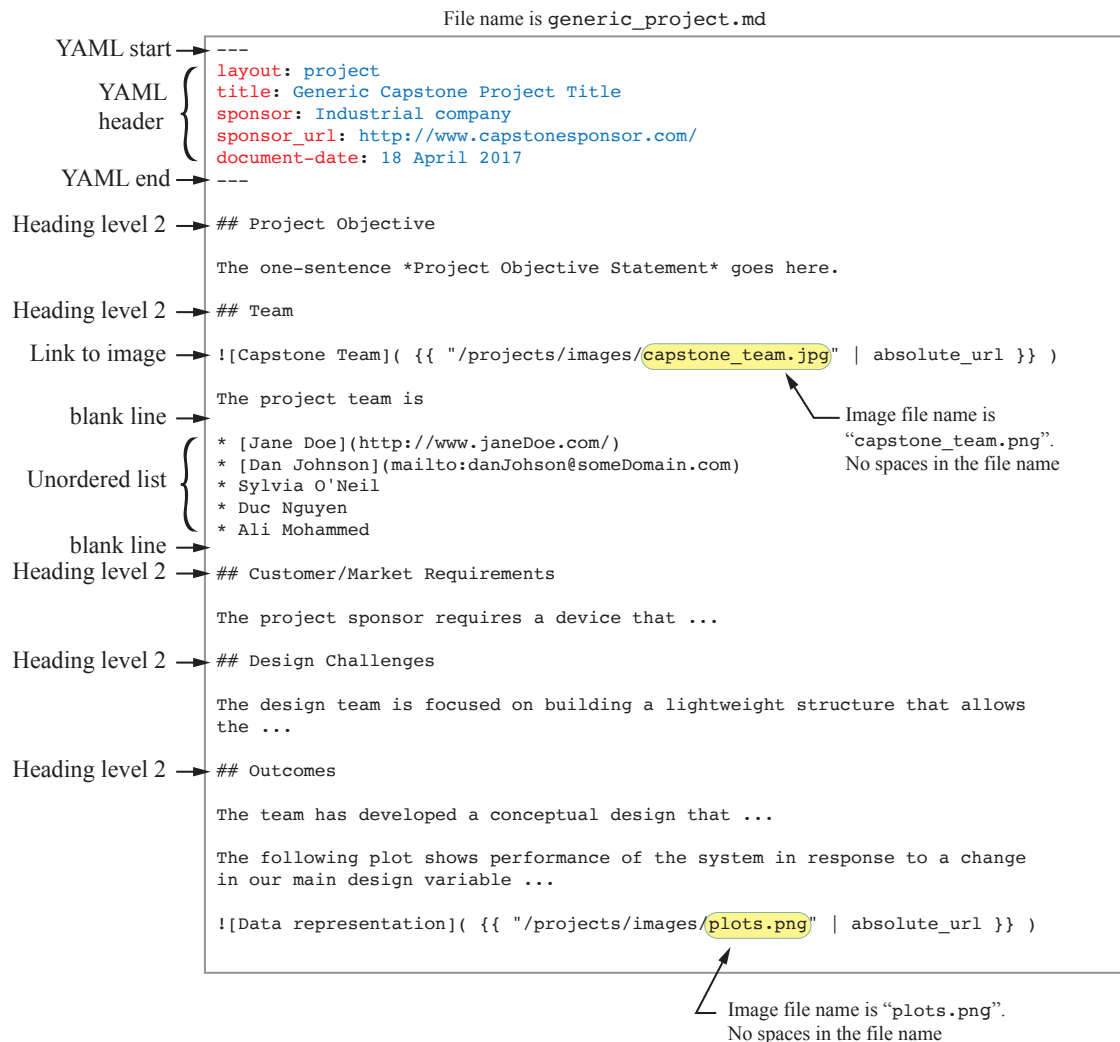 File name is generic_project.md
YAML start
---
YAML
header
layout: project
title: Generic Capstone Project Title
sponsor: Industrial company
sponsor_url: http://www.capstonesponsor.com/
document-date: 18 April 2017
YAML end
---
Heading level 2
## Project Objective
The one-sentence *Project Objective Statement* goes here.
Heading level 2
## Team
Link to image
![Capstone Team]( {{ "/projects/images/capstone_team.jpg" | absolute_url }} )
Image file name is
“capstone_team.png”.
No spaces in the file name
The project team is
blank line
Unordered list
* [Jane Doe](http://www.janeDoe.com/)
* [Dan Johnson](mailto:danJohson@someDomain.com)
* Sylvia O'Neil
* Duc Nguyen
* Ali Mohammed
blank line
Heading level 2
## Customer/Market Requirements
The project sponsor requires a device that ...
Heading level 2
## Design Challenges
The design team is focused on building a lightweight structure that allows
the ...
Heading level 2
## Outcomes
The team has developed a conceptual design that ...
The following plot shows performance of the system in response to a change
in our main design variable ...
![Data representation]( {{ "/projects/images/plots.png" | absolute_url }} )
Image file name is “plots.png”.
No spaces in the file name